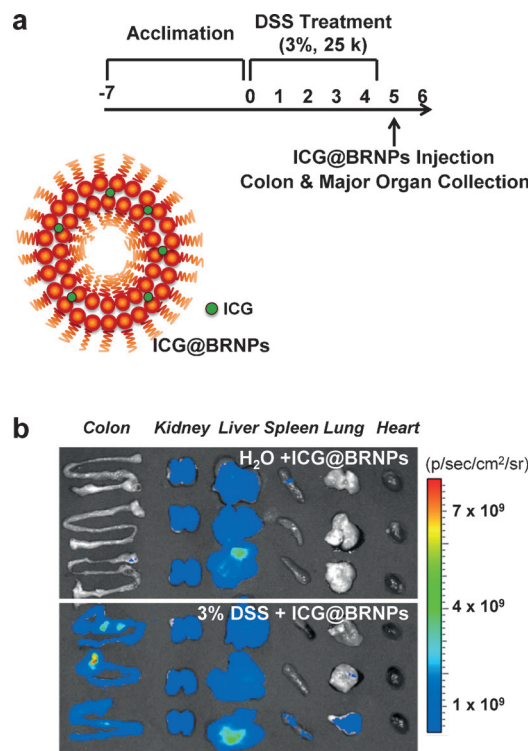 a
Acclimation
DSS Treatment
(3%, 25 k)
-7 0 1 2 3 4 5 6
ICG@BRNPs Injection
Colon & Major Organ Collection
ICG
ICG@BRNPs
b
Colon Kidney Liver Spleen Lung Heart
H₂O +ICG@BRNPs
(p/sec/cm²/sr)
7 x 10⁹
4 x 10⁹
3% DSS + ICG@BRNPs
1 x 10⁹